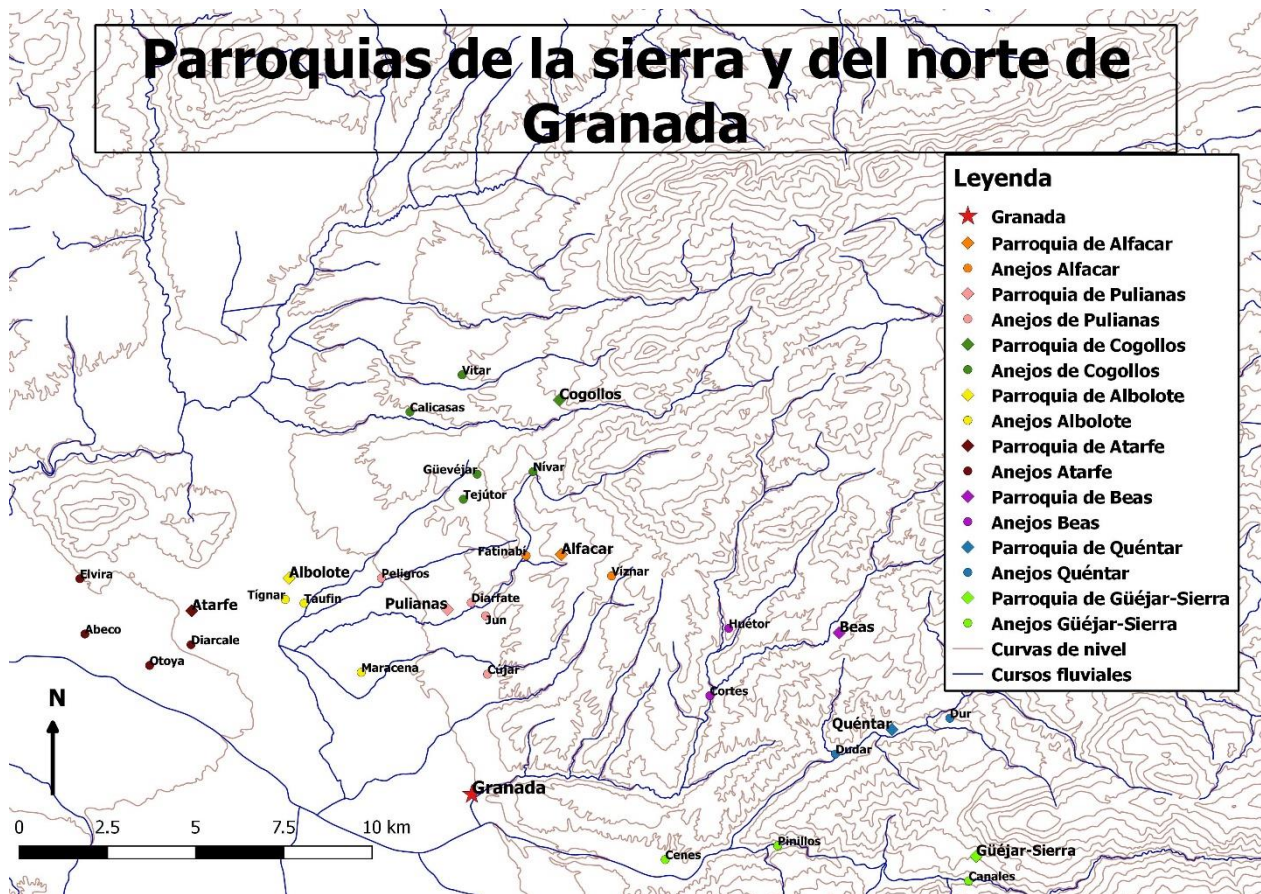 Parroquias de la sierra y del norte de
Granada
Leyenda
Granada
Parroquia de Alfacar
Anejos Alfacar
Parroquia de Pulianas
Anejos de Pulianas
Parroquia de Cogollos
Anejos de Cogollos
Parroquia de Albolote
Anejos Albolote
Parroquia de Atarfe
Anejos Atarfe
Parroquia de Beas
Anejos Beas
Parroquia de Quéntar
Anejos Quéntar
Parroquia de Güéjar-Sierra
Anejos Güéjar-Sierra
Curvas de nivel
Cursos fluviales
Vitar
Cogollos
Calicasas
Güevéjar
Nívar
Tejútor
Fatinabí
Alfacar
Elvira
Albolote
Peligros
Víznar
Tígnar
Taufin
Diarfate
Atarfe
Pulianas
Jun
Huétor
Beas
Abeco
Diarcale
Otoya
Maracena
Cújar
Cortes
N
Dur
Quéntar
Dudar
Granada
0 2.5 5 7.5 10 km
Pinillos
Cenes
Güéjar-Sierra
Canales